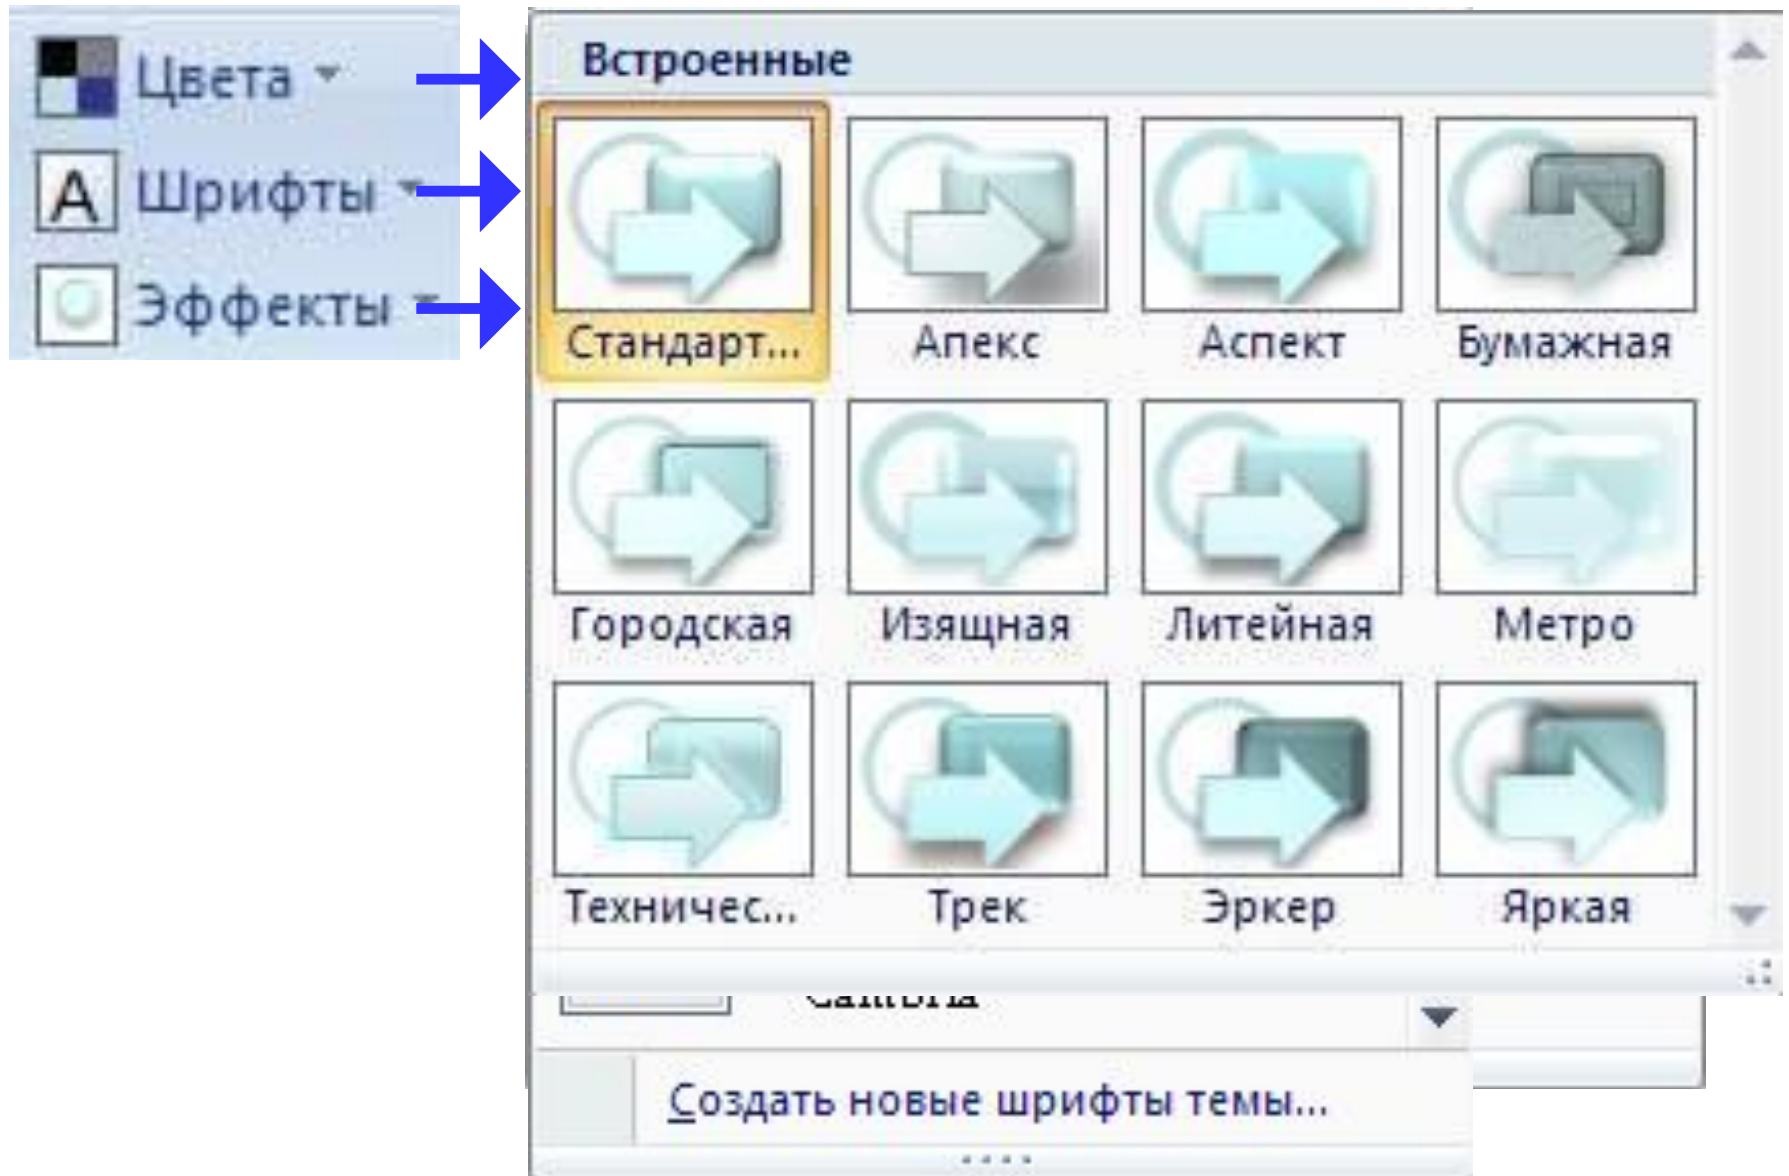 Цвета
Шрифты
Эффекты
Встроенные
Стандарт... Апекс Аспект Бумажная
Городская Изящная Литейная Метро
Техничес... Трек Эркер Яркая
Cambria
Создать новые шрифты темы...